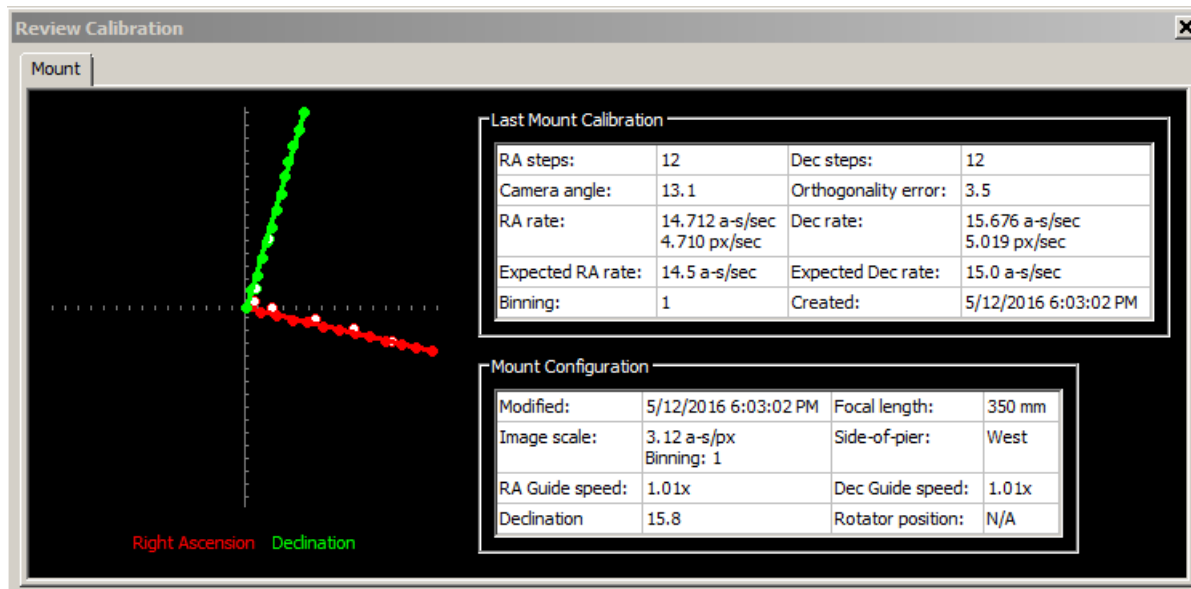 Review Calibration
Mount
Last Mount Calibration
RA steps: 12 Dec steps: 12
Camera angle: 13.1 Orthogonality error: 3.5
RA rate: 14.712 a-s/sec Dec rate: 15.676 a-s/sec
4.710 px/sec 5.019 px/sec
Expected RA rate: 14.5 a-s/sec Expected Dec rate: 15.0 a-s/sec
Binning: 1 Created: 5/12/2016 6:03:02 PM
Mount Configuration
Modified: 5/12/2016 6:03:02 PM Focal length: 350 mm
Image scale: 3.12 a-s/px Side-of-pier: West
Binning: 1
RA Guide speed: 1.01x Dec Guide speed: 1.01x
Declination 15.8 Rotator position: N/A
Right Ascension Declination